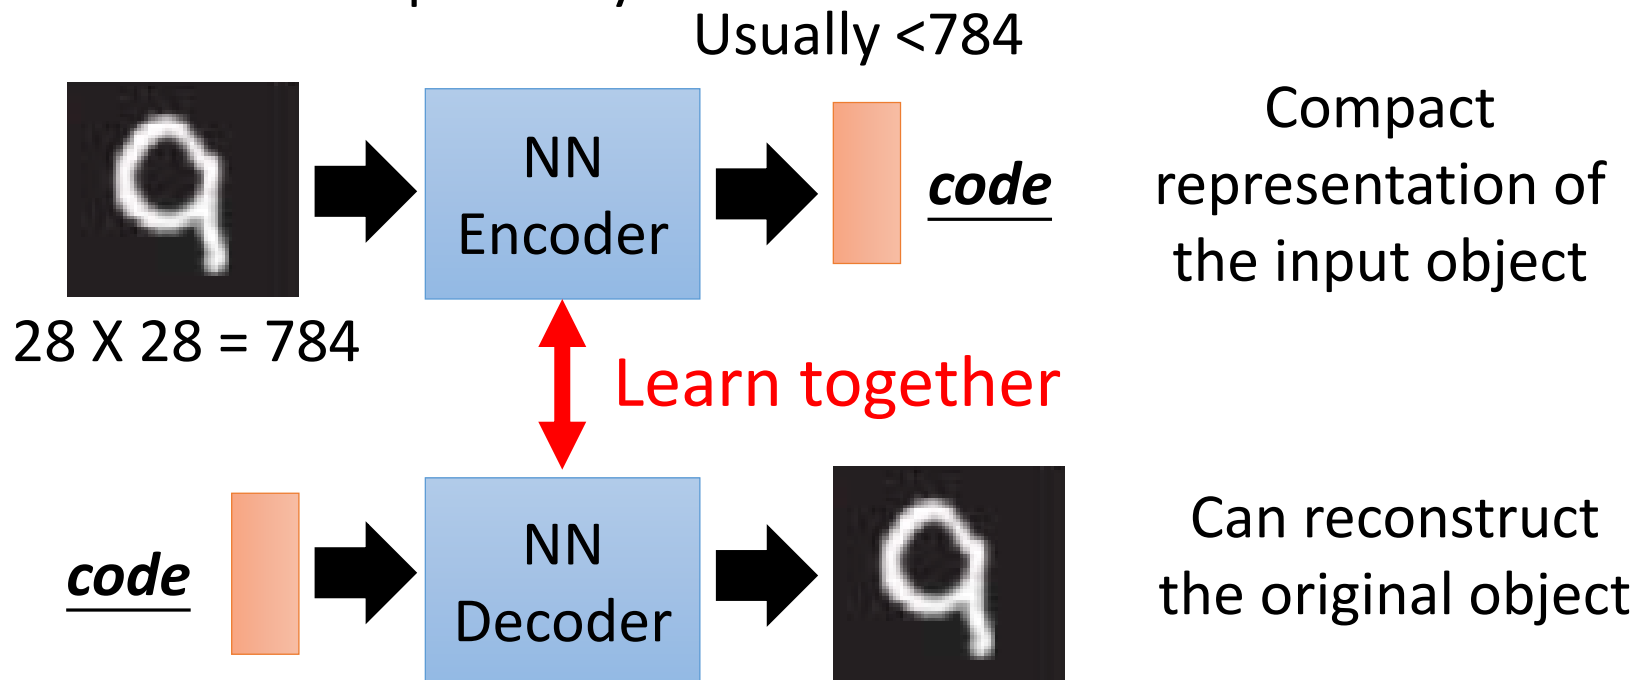 Usually <784
NN
Encoder
code
Compact
representation of
the input object
28 X 28 = 784
Learn together
code
NN
Decoder
Can reconstruct
the original object